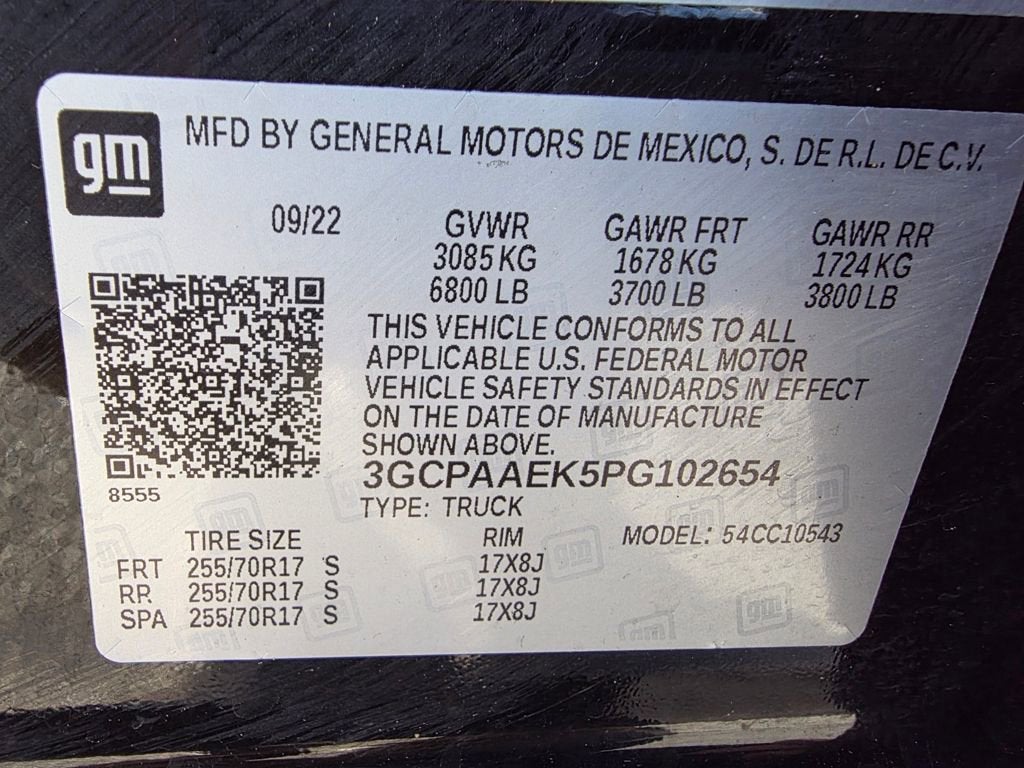 gm
MFD BY GENERAL MOTORS DE MEXICO, S. DE R.L. DE C.V.
09/22 GVWR GAWR FRT GAWR RR
3085 KG 1678 KG 1724 KG
6800 LB 3700 LB 3800 LB
THIS VEHICLE CONFORMS TO ALL
APPLICABLE U.S. FEDERAL MOTOR
VEHICLE SAFETY STANDARDS IN EFFECT
ON THE DATE OF MANUFACTURE
SHOWN ABOVE.
3GCPAAEK5PG102654
8555
TYPE: TRUCK
TIRE SIZE RIM MODEL: 54CC10543
FRT 255/70R17 S 17X8J
RR 255/70R17 S 17X8J
SPA 255/70R17 S 17X8J